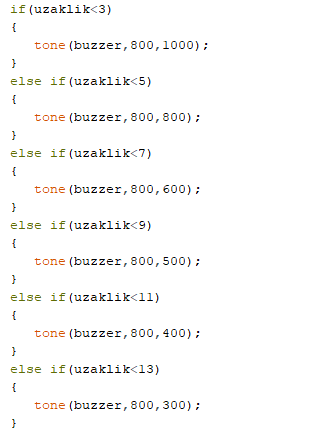 if(uzaklik<3)
{
   tone(buzzer,800,1000);
}
else if(uzaklik<5)
{
   tone(buzzer,800,800);
}
else if(uzaklik<7)
{
   tone(buzzer,800,600);
}
else if(uzaklik<9)
{
   tone(buzzer,800,500);
}
else if(uzaklik<11)
{
   tone(buzzer,800,400);
}
else if(uzaklik<13)
{
   tone(buzzer,800,300);
}